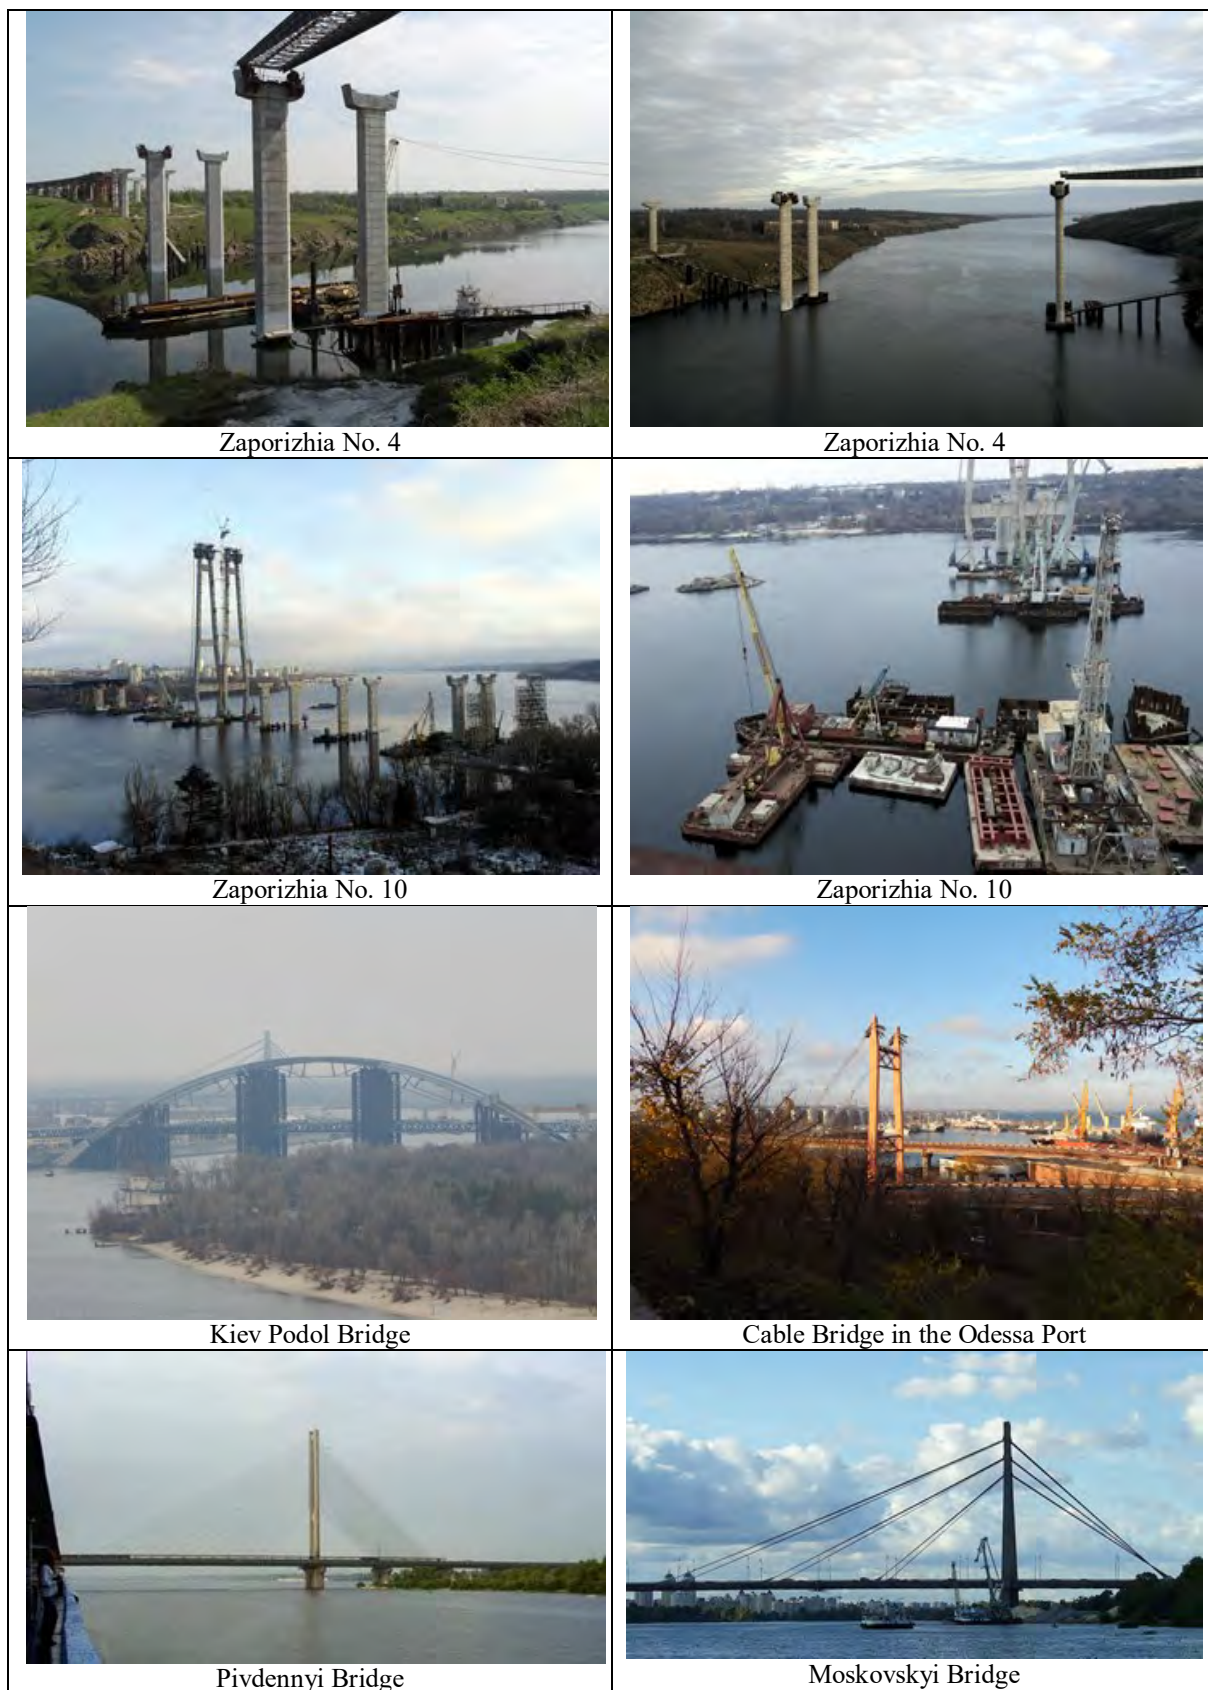 Zaporizhia No. 4
Zaporizhia No. 4
Zaporizhia No. 10
Zaporizhia No. 10
Kiev Podol Bridge
Cable Bridge in the Odessa Port
Pivdennyi Bridge
Moskovskyi Bridge